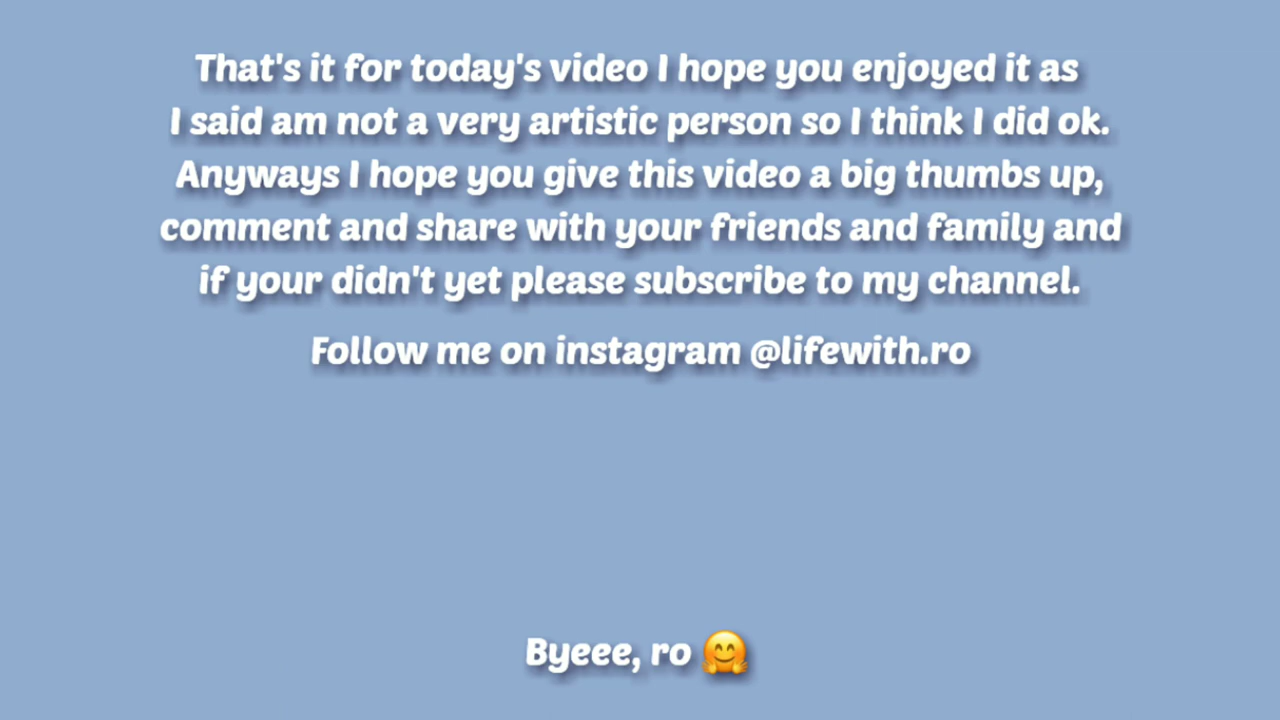 That's it for today's video I hope you enjoyed it as
I said am not a very artistic person so I think I did ok.
Anyways I hope you give this video a big thumbs up,
comment and share with your friends and family and
if your didn't yet please subscribe to my channel.
Follow me on instagram @lifewith.ro
Byeee, ro 🤗